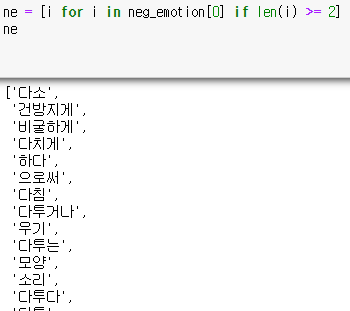 ne = [i for i in neg_emotion[0] if len(i) >= 2]
ne
['다소',
'건방지게',
'비굴하게',
'다치게',
'하다',
'으로써',
'다침',
'다투거나',
'우기',
'다투는',
'모양',
'소리',
'다투다',